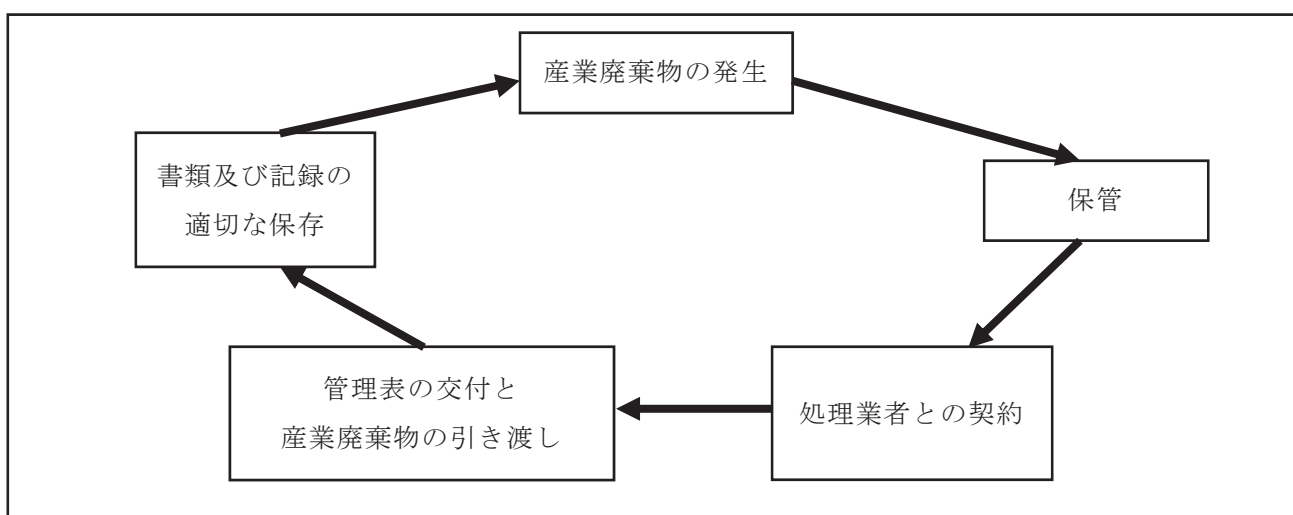 産業廃棄物の発生
保管
処理業者との契約
管理表の交付と
産業廃棄物の引き渡し
書類及び記録の
適切な保存